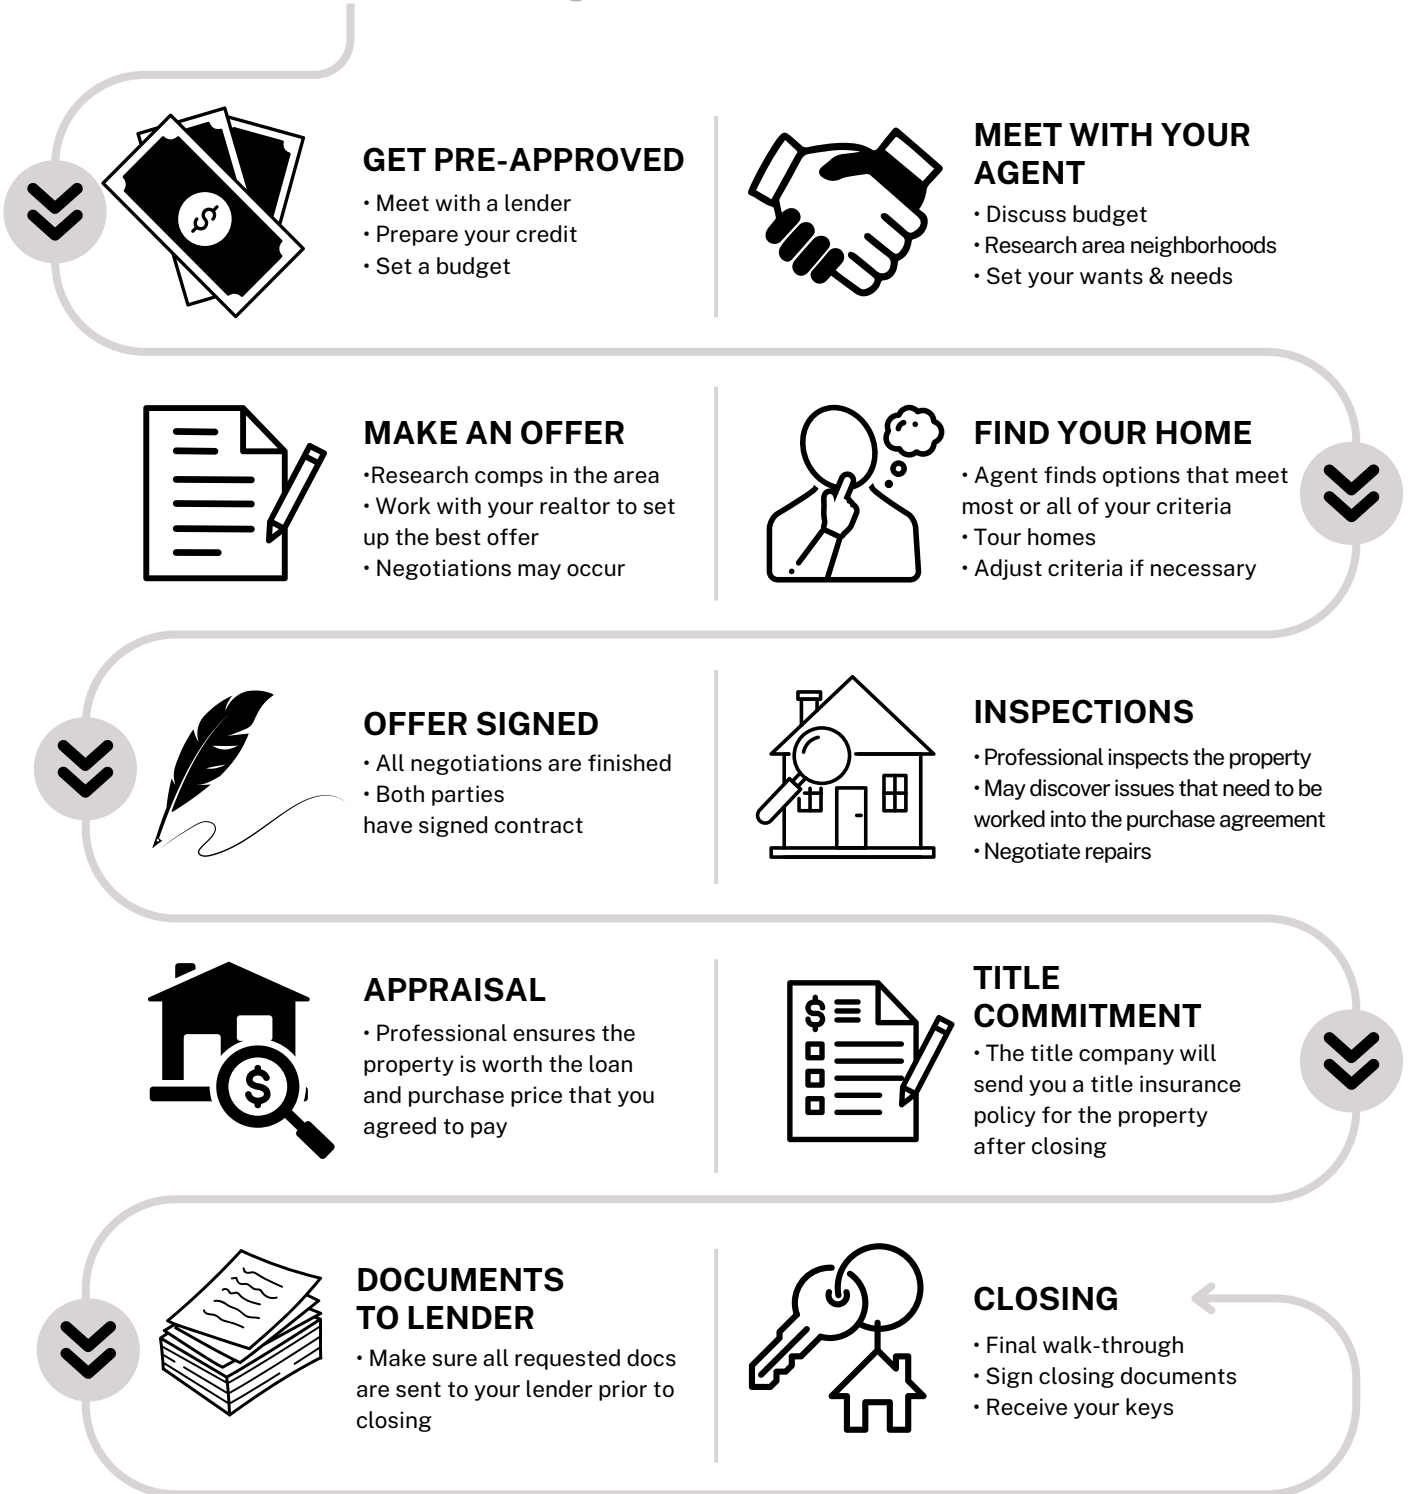 GET PRE-APPROVED
• Meet with a lender
• Prepare your credit
• Set a budget
MEET WITH YOUR
AGENT
• Discuss budget
• Research area neighborhoods
• Set your wants & needs
MAKE AN OFFER
•Research comps in the area
• Work with your realtor to set
up the best offer
• Negotiations may occur
FIND YOUR HOME
• Agent finds options that meet
most or all of your criteria
• Tour homes
• Adjust criteria if necessary
OFFER SIGNED
• All negotiations are finished
• Both parties
have signed contract
INSPECTIONS
• Professional inspects the property
• May discover issues that need to be
worked into the purchase agreement
• Negotiate repairs
APPRAISAL
• Professional ensures the
property is worth the loan
and purchase price that you
agreed to pay
TITLE
COMMITMENT
• The title company will
send you a title insurance
policy for the property
after closing
DOCUMENTS
TO LENDER
• Make sure all requested docs
are sent to your lender prior to
closing
CLOSING
• Final walk-through
• Sign closing documents
• Receive your keys